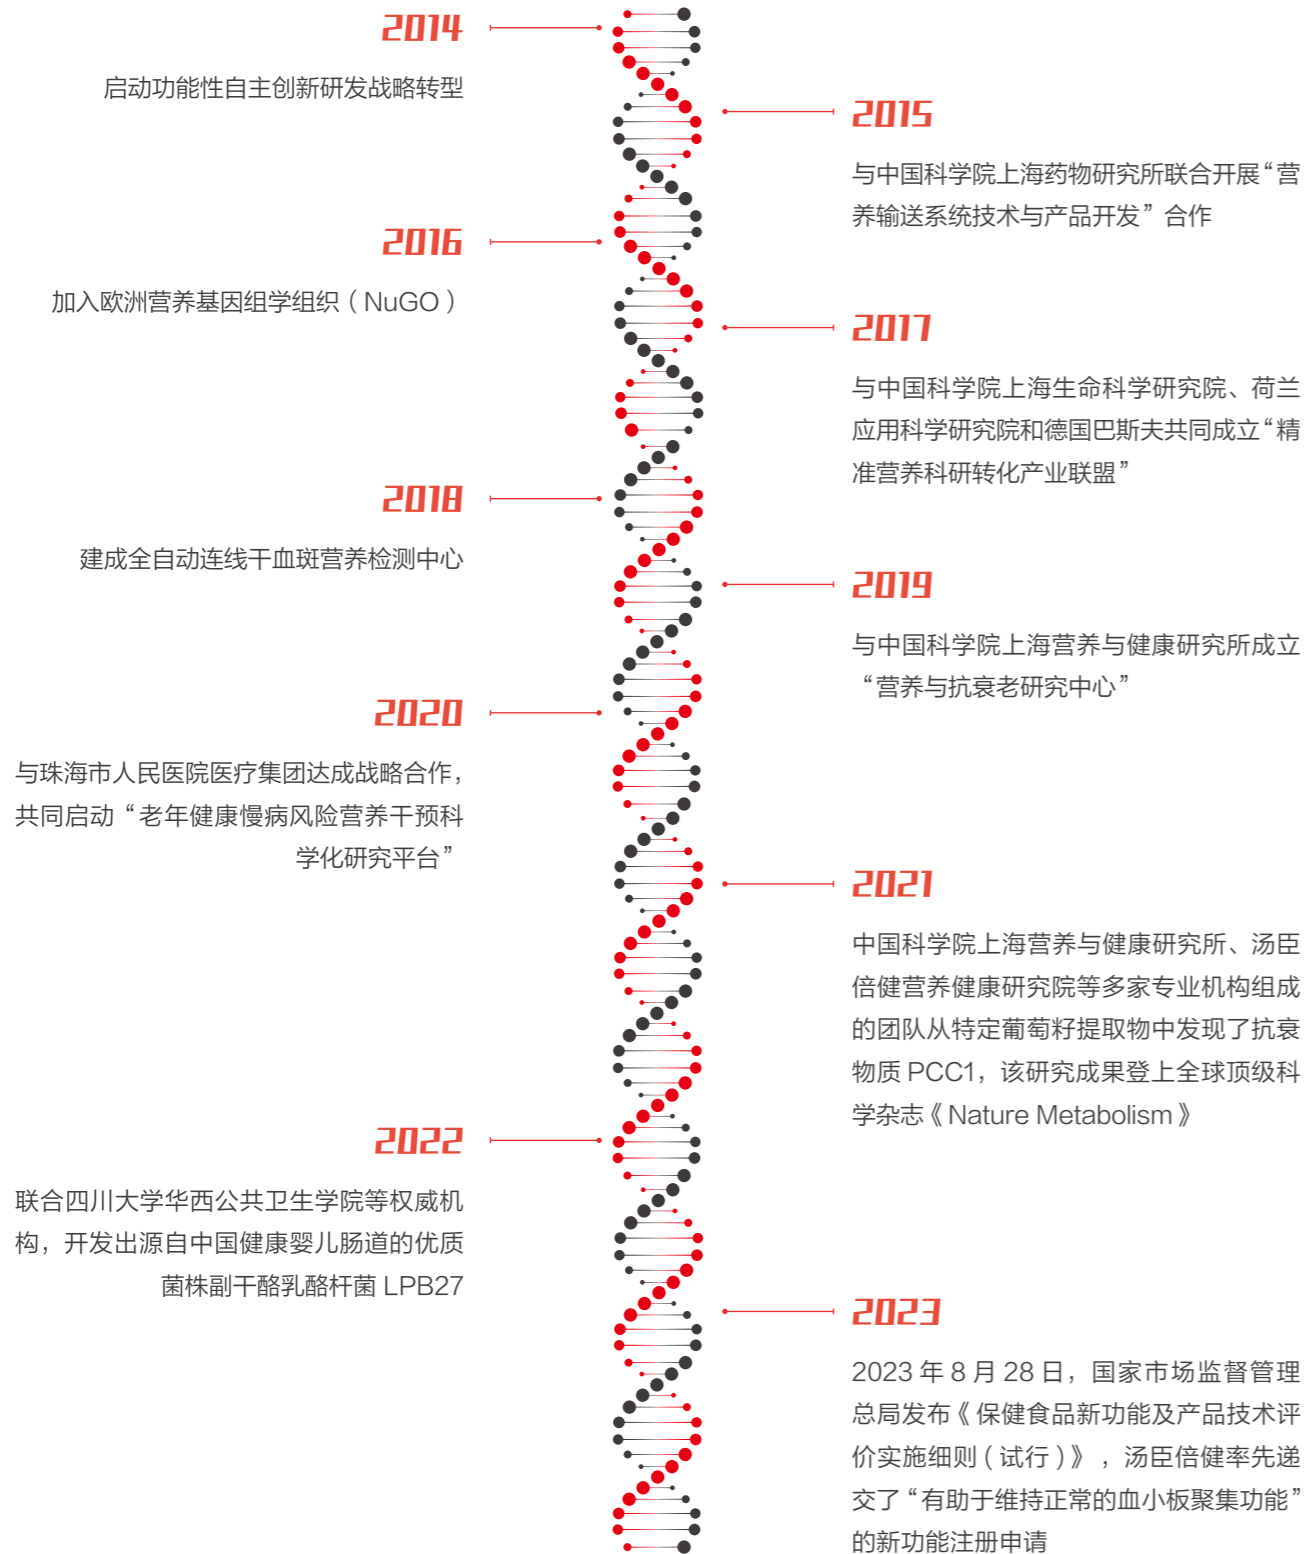 2014
启动功能性自主创新研发战略转型
2015
与中国科学院上海药物研究所联合开展“营
养输送系统技术与产品开发”合作
2016
加入欧洲营养基因组学组织（NuGO）
2017
与中国科学院上海生命科学研究院、荷兰
应用科学研究院和德国巴斯夫共同成立“精
准营养科研转化产业联盟”
2018
建成全自动连线干血斑营养检测中心
2019
与中国科学院上海营养与健康研究所成立
“营养与抗衰老研究中心”
2020
与珠海市人民医院医疗集团达成战略合作，
共同启动“老年健康慢病风险营养干预科
学化研究平台”
2021
中国科学院上海营养与健康研究所、汤臣
倍健营养健康研究院等多家专业机构组成
的团队从特定葡萄籽提取物中发现了抗衰
物质 PCC1，该研究成果登上全球顶级科
学杂志《Nature Metabolism》
2022
联合四川大学华西公共卫生学院等权威机
构，开发出源自中国健康婴儿肠道的优质
菌株副干酪乳酪杆菌 LPB27
2023
2023 年 8 月 28 日，国家市场监督管理
总局发布《保健食品新功能及产品技术评
价实施细则（试行）》，汤臣倍健率先递
交了“有助于维持正常的血小板聚集功能”
的新功能注册申请